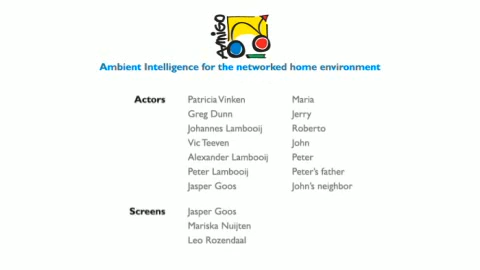 AMIGO
Ambient Intelligence for the networked home environment
Actors Patricia Vinken Maria
Greg Dunn Jerry
Johannes Lambooij Roberto
Vic Teeven John
Alexander Lambooij Peter
Peter Lambooij Peter's father
Jasper Goos John's neighbor
Screens Jasper Goos
Mariska Nuijten
Leo Rozendaal